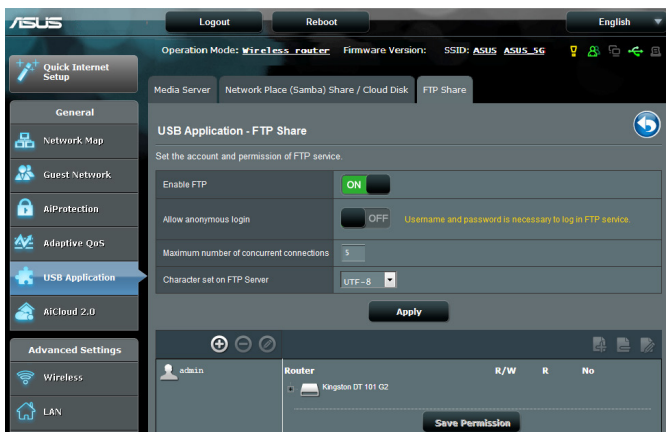 ASUS
Logout
Reboot
English
Operation Mode: Wireless router Firmware Version: SSID: ASUS ASUS_5G
Quick Internet
Setup
General
Network Map
Guest Network
AiProtection
Adaptive QoS
USB Application
AiCloud 2.0
Advanced Settings
Wireless
LAN
Media Server
Network Place (Samba) Share / Cloud Disk
FTP Share
USB Application - FTP Share
Set the account and permission of FTP service.
Enable FTP
ON
Allow anonymous login
OFF
Username and password is necessary to log in FTP service.
Maximum number of concurrent connections
5
Character set on FTP Server
UTF-8
Apply
admin
Router
R/W
R
No
Kingston DT 101 G2
Save Permission